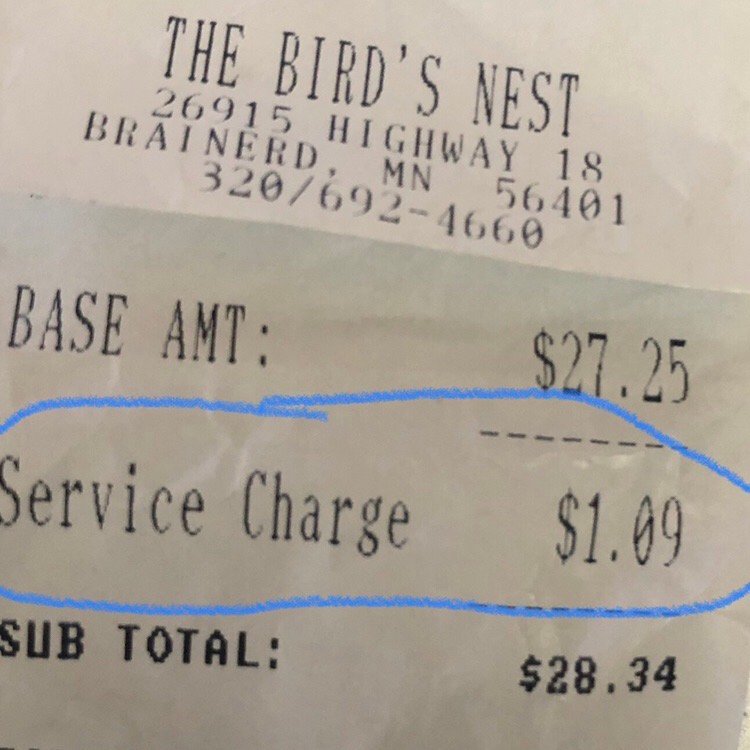 THE BIRD'S NEST
26915 HIGHWAY 18
BRAINERD, MN 56401
320/692-4660
BASE AMT: $27.25
Service Charge $1.09
SUB TOTAL: $28.34